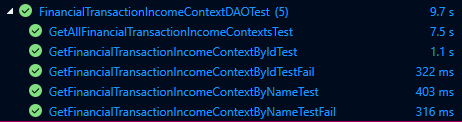 FinancialTransactionIncomeContextDAOTest (5) 9.7 s
GetAllFinancialTransactionIncomeContextsTest 7.5 s
GetFinancialTransactionIncomeContextByIdTest 1.1 s
GetFinancialTransactionIncomeContextByIdTestFail 322 ms
GetFinancialTransactionIncomeContextByNameTest 403 ms
GetFinancialTransactionIncomeContextByNameTestFail 316 ms